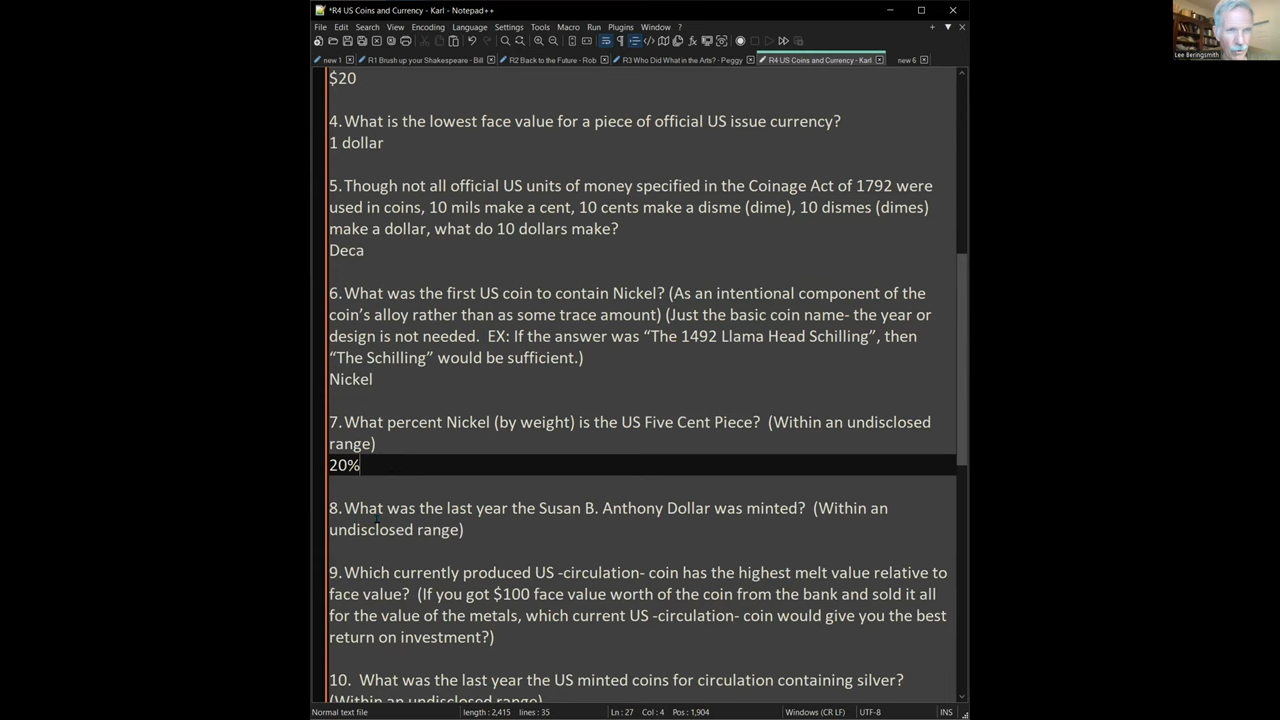 *R4 US Coins and Currency - Karl - Notepad++
File Edit Search View Encoding Language Settings Tools Macro Run Plugins Window ?
new 1 R1 Brush up your Shakespeare - Bill R2 Back to the Future - Rob R3 Who Did What in the Arts? - Peggy R4 US Coins and Currency - Karl new 6
$20
4. What is the lowest face value for a piece of official US issue currency?
1 dollar
5. Though not all official US units of money specified in the Coinage Act of 1792 were
used in coins, 10 mils make a cent, 10 cents make a disme (dime), 10 dismes (dimes)
make a dollar, what do 10 dollars make?
Deca
6. What was the first US coin to contain Nickel? (As an intentional component of the
coin's alloy rather than as some trace amount) (Just the basic coin name- the year or
design is not needed.  EX: If the answer was “The 1492 Llama Head Schilling”, then
“The Schilling” would be sufficient.)
Nickel
7. What percent Nickel (by weight) is the US Five Cent Piece?  (Within an undisclosed
range)
20%
8. What was the last year the Susan B. Anthony Dollar was minted?  (Within an
undisclosed range)
9. Which currently produced US -circulation- coin has the highest melt value relative to
face value?  (If you got $100 face value worth of the coin from the bank and sold it all
for the value of the metals, which current US -circulation- coin would give you the best
return on investment?)
10.  What was the last year the US minted coins for circulation containing silver?
(Within an undisclosed range)
Normal text file length : 2,415 lines : 35 Ln : 27 Col : 4 Pos : 1,904 Windows (CR LF) UTF-8 INS
Lee Beringsmith